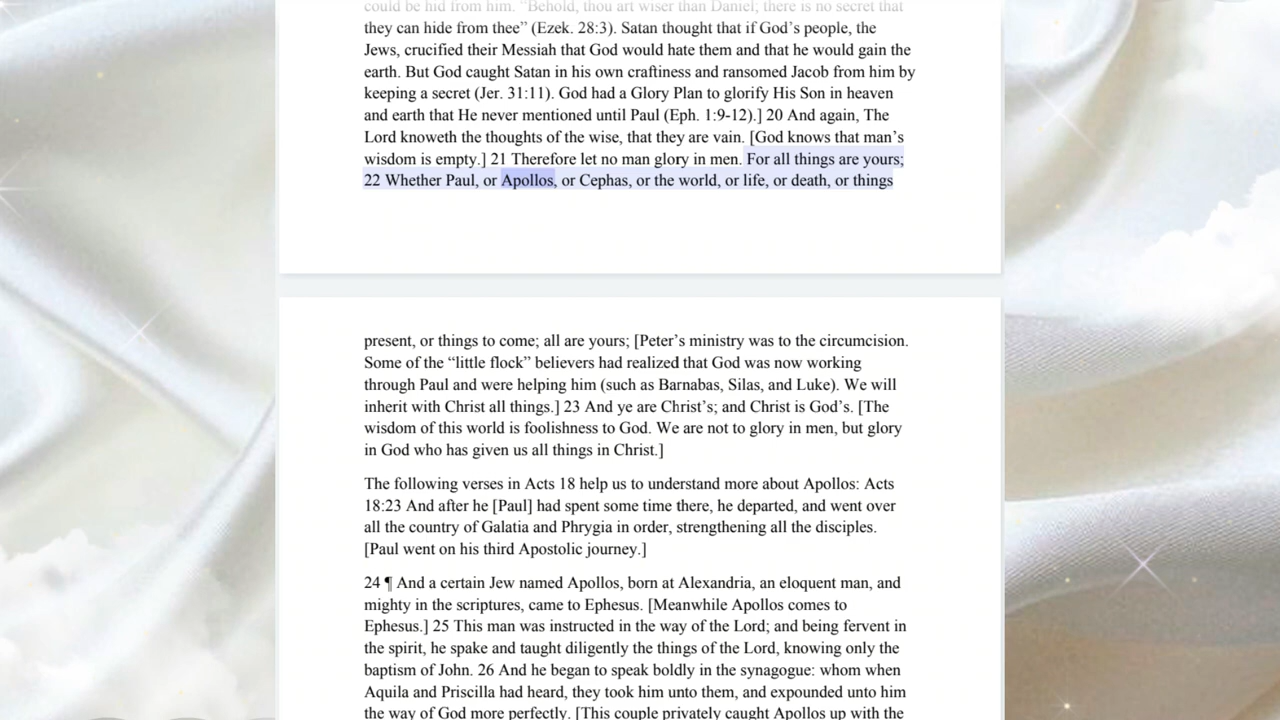 could be hid from him. “Behold, thou art wiser than Daniel; there is no secret that
they can hide from thee” (Ezek. 28:3). Satan thought that if God’s people, the
Jews, crucified their Messiah that God would hate them and that he would gain the
earth. But God caught Satan in his own craftiness and ransomed Jacob from him by
keeping a secret (Jer. 31:11). God had a Glory Plan to glorify His Son in heaven
and earth that He never mentioned until Paul (Eph. 1:9-12).] 20 And again, The
Lord knoweth the thoughts of the wise, that they are vain. [God knows that man’s
wisdom is empty.] 21 Therefore let no man glory in men. For all things are yours;
22 Whether Paul, or Apollos, or Cephas, or the world, or life, or death, or things
present, or things to come; all are yours; [Peter’s ministry was to the circumcision.
Some of the “little flock” believers had realized that God was now working
through Paul and were helping him (such as Barnabas, Silas, and Luke). We will
inherit with Christ all things.] 23 And ye are Christ’s; and Christ is God’s. [The
wisdom of this world is foolishness to God. We are not to glory in men, but glory
in God who has given us all things in Christ.]
The following verses in Acts 18 help us to understand more about Apollos: Acts
18:23 And after he [Paul] had spent some time there, he departed, and went over
all the country of Galatia and Phrygia in order, strengthening all the disciples.
[Paul went on his third Apostolic journey.]
24 ¶ And a certain Jew named Apollos, born at Alexandria, an eloquent man, and
mighty in the scriptures, came to Ephesus. [Meanwhile Apollos comes to
Ephesus.] 25 This man was instructed in the way of the Lord; and being fervent in
the spirit, he spake and taught diligently the things of the Lord, knowing only the
baptism of John. 26 And he began to speak boldly in the synagogue: whom when
Aquila and Priscilla had heard, they took him unto them, and expounded unto him
the way of God more perfectly. [This couple privately caught Apollos up with the